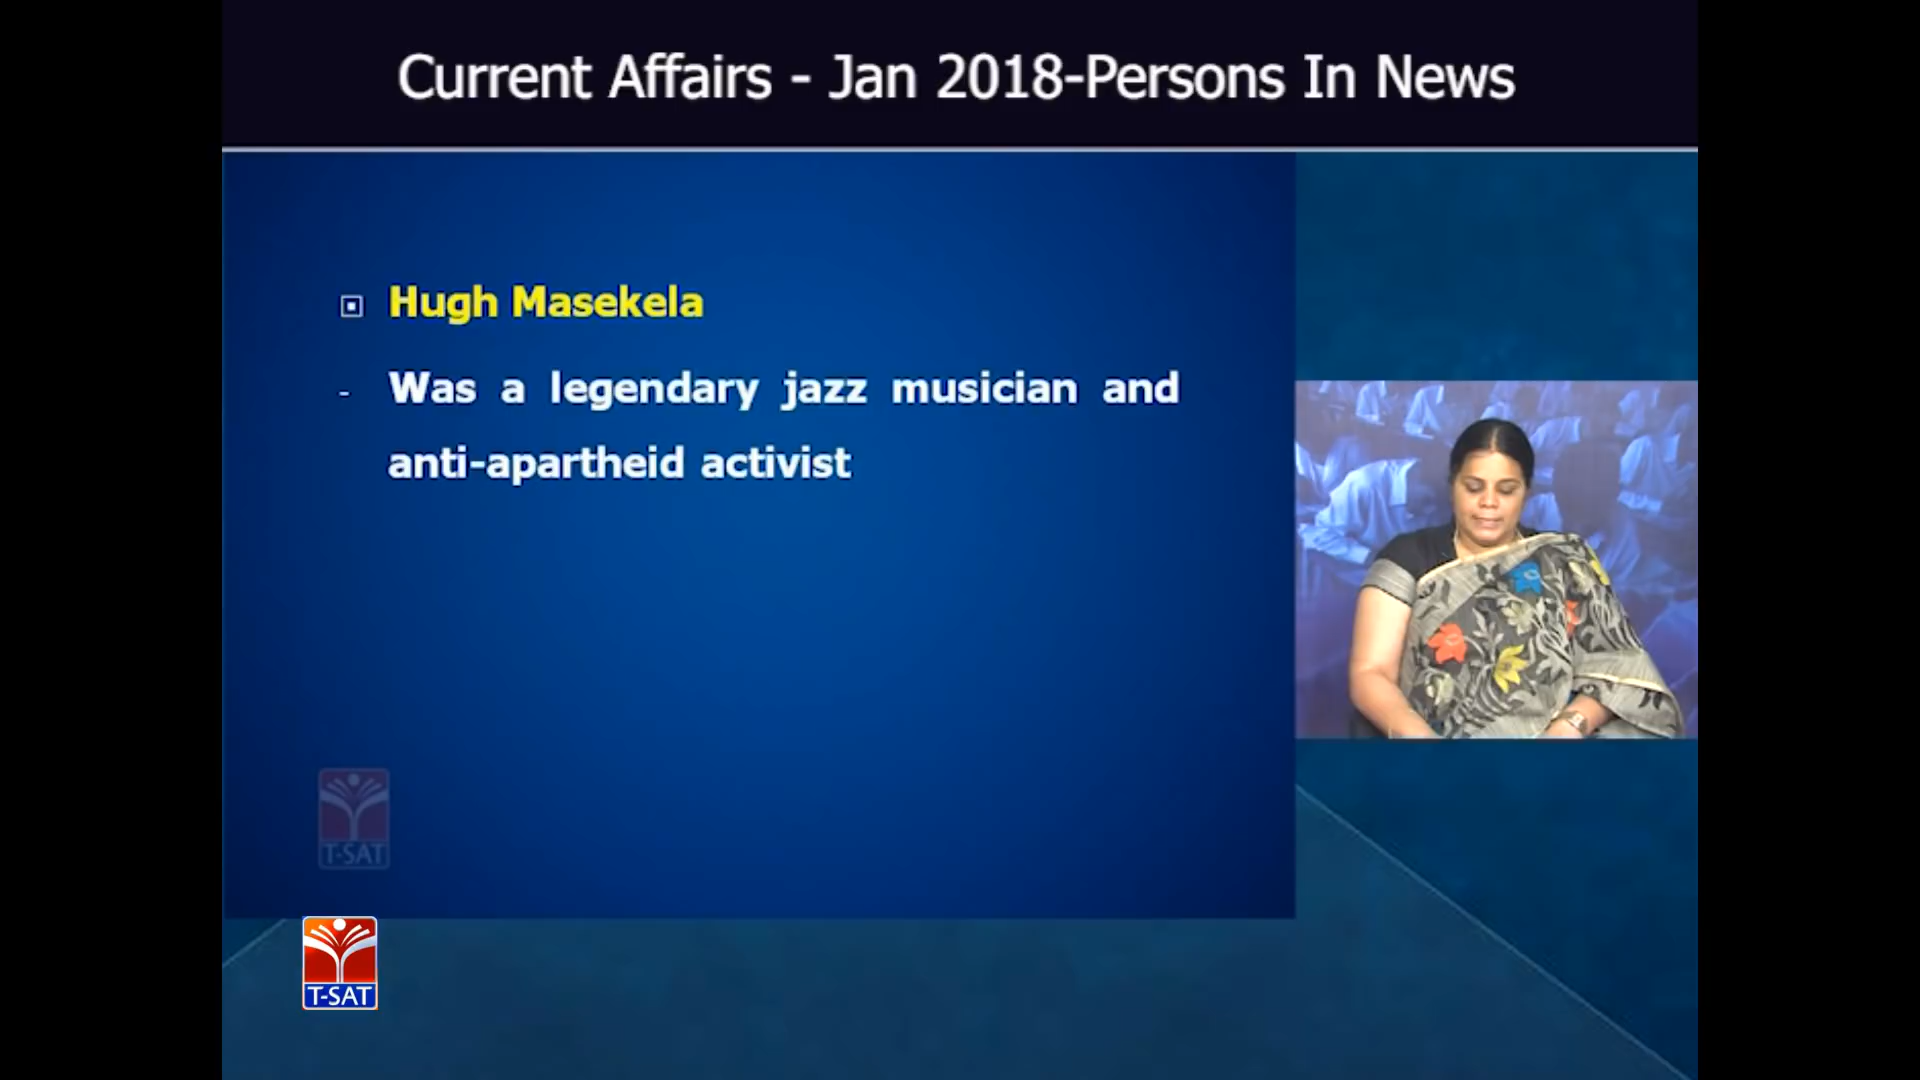 Current Affairs - Jan 2018-Persons In News
Hugh Masekela
- Was a legendary jazz musician and
anti-apartheid activist
T-SAT
T-SAT